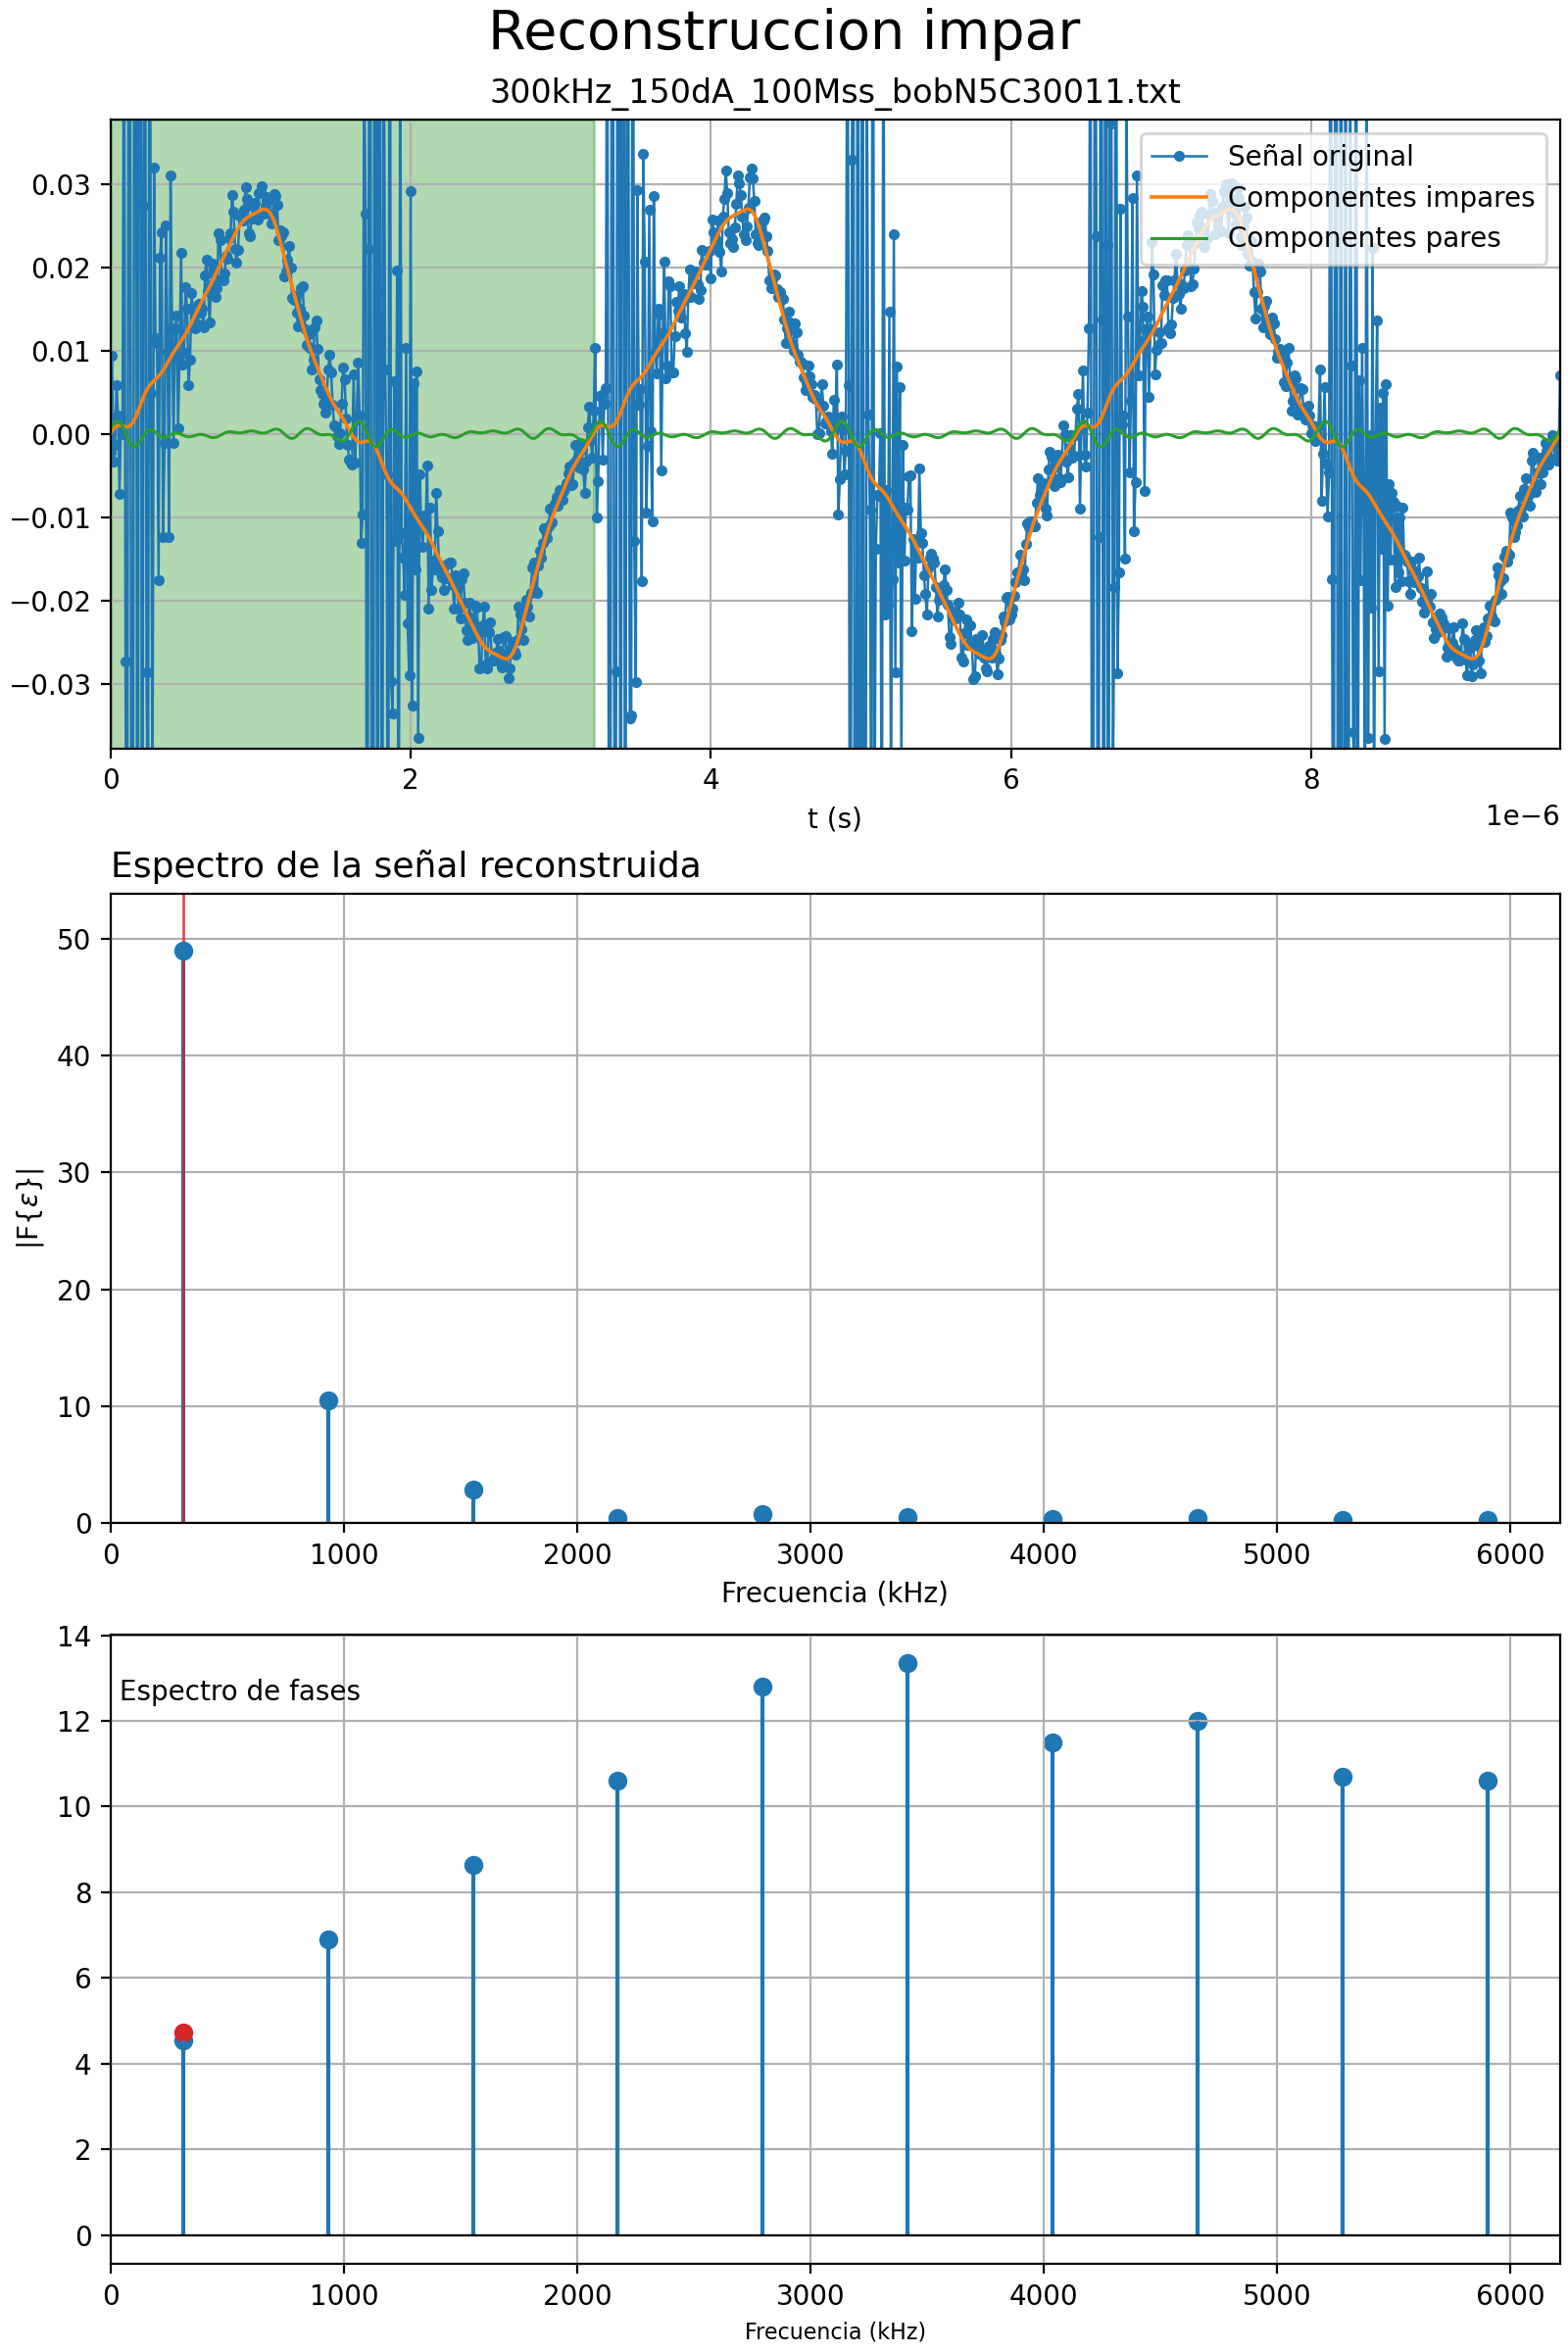 Reconstruccion impar
300kHz_150dA_100Mss_bobN5C30011.txt
Señal original
Componentes impares
Componentes pares
0.03
0.02
0.01
0.00
−0.01
−0.02
−0.03
0 2 4 6 8
t (s)
1e−6
Espectro de la señal reconstruida
50
40
30
20
10
0
|F{ε}|
0 1000 2000 3000 4000 5000 6000
Frecuencia (kHz)
14
Espectro de fases
12
10
8
6
4
2
0
0 1000 2000 3000 4000 5000 6000
Frecuencia (kHz)